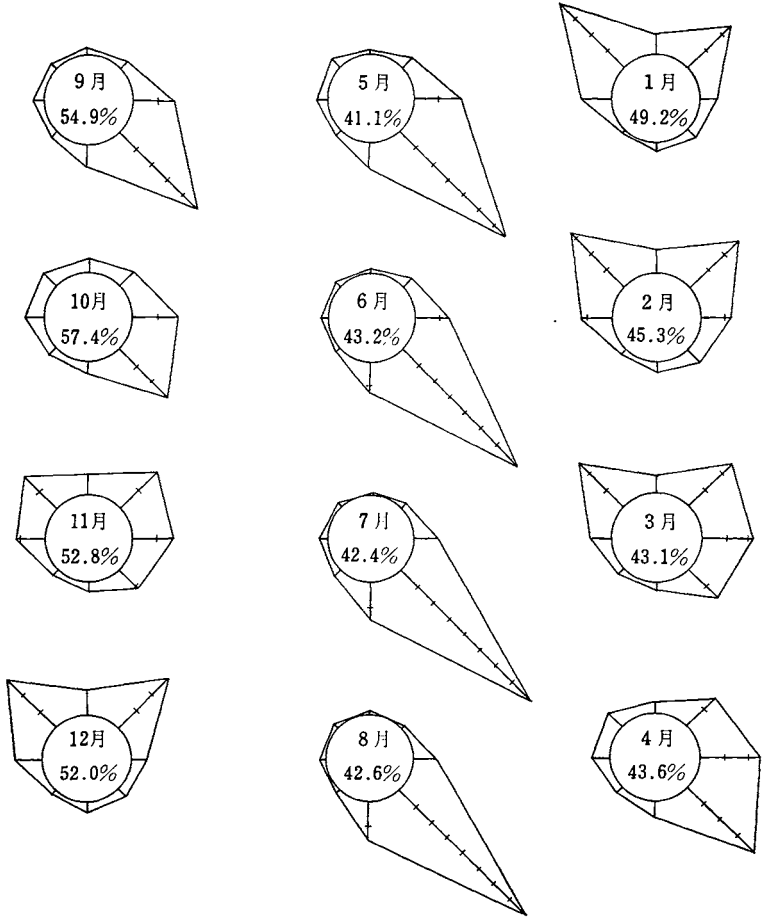 9月
54.9%
5月
41.1%
1月
49.2%
10月
57.4%
6月
43.2%
2月
45.3%
11月
52.8%
7月
42.4%
3月
43.1%
12月
52.0%
8月
42.6%
4月
43.6%